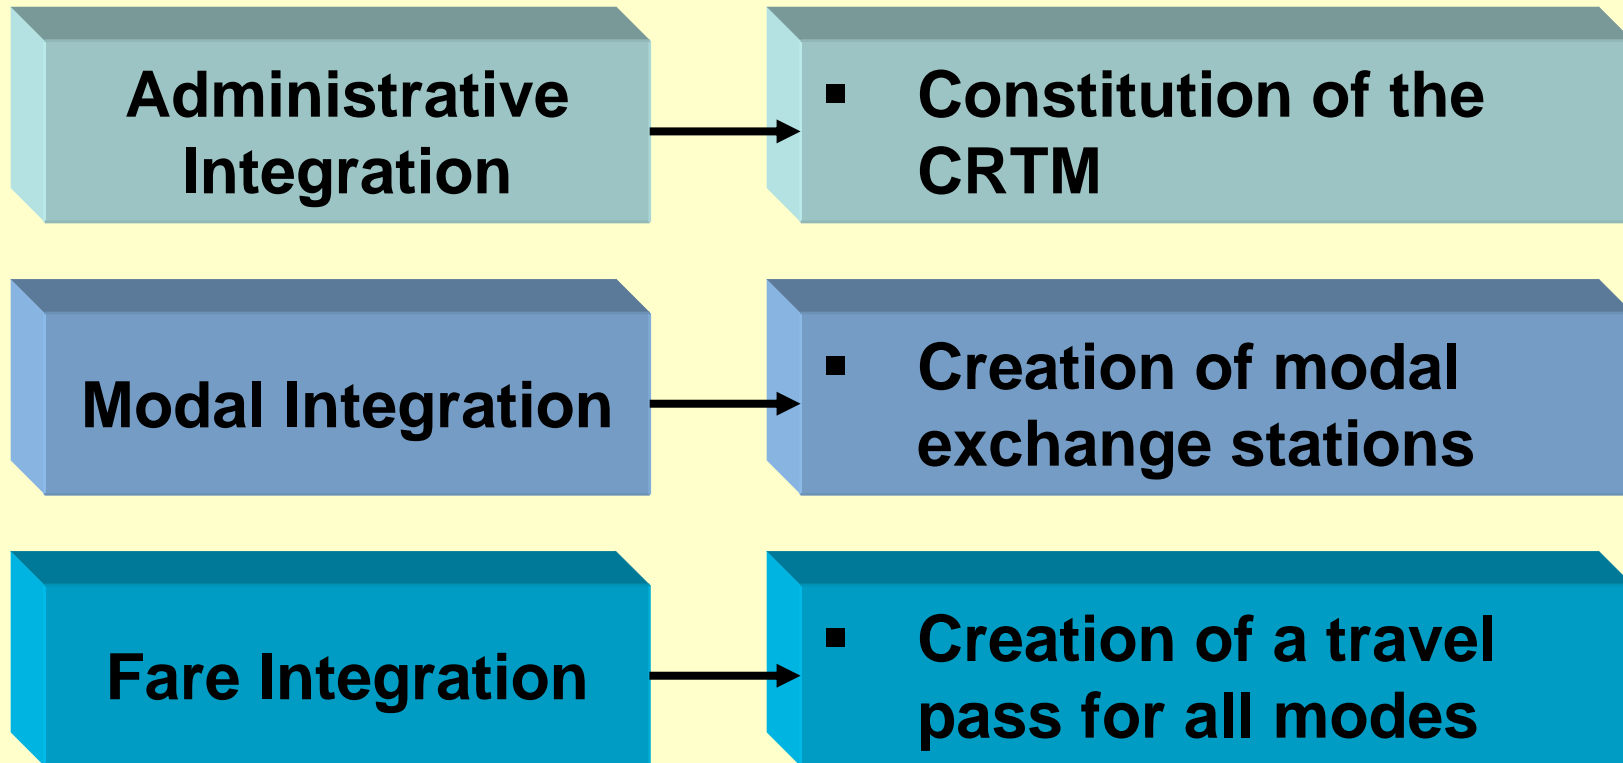 Administrative
Integration
▪ Constitution of the
CRTM
Modal Integration
▪ Creation of modal
exchange stations
Fare Integration
▪ Creation of a travel
pass for all modes